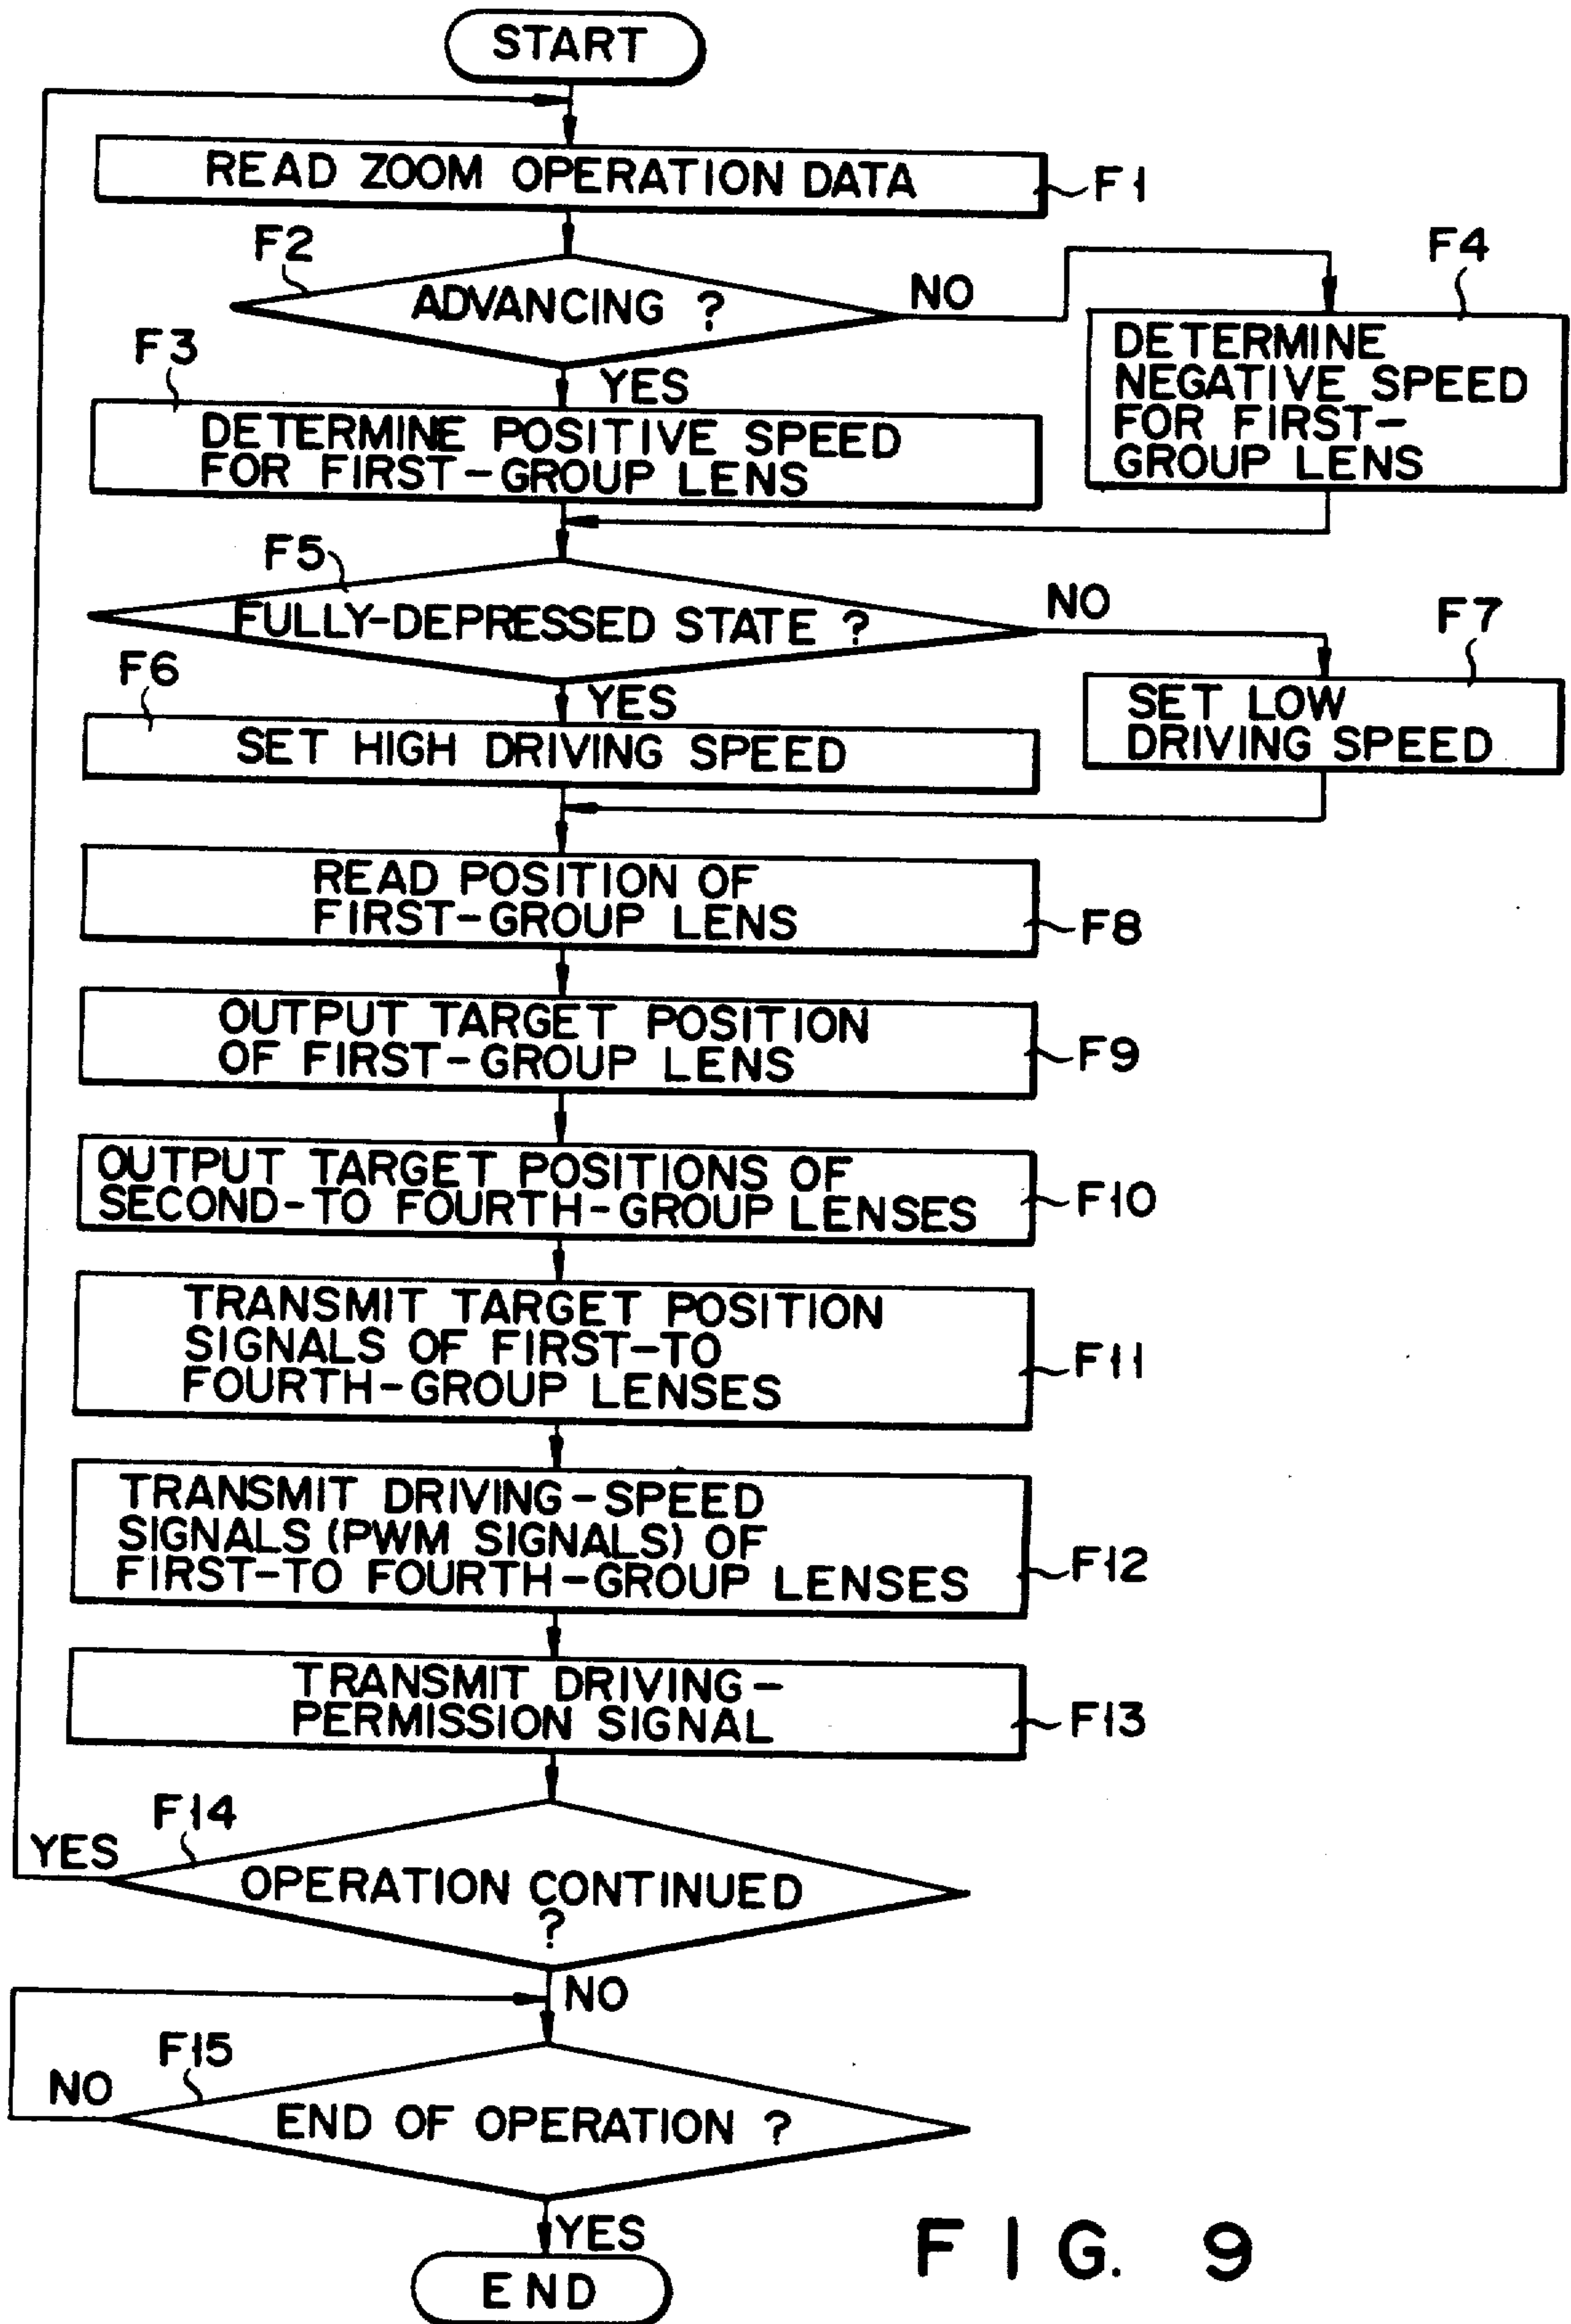 START
READ ZOOM OPERATION DATA
F1
F2
ADVANCING ?
NO
F4
DETERMINE
NEGATIVE SPEED
FOR FIRST-
GROUP LENS
F3
YES
DETERMINE POSITIVE SPEED
FOR FIRST-GROUP LENS
F5
FULLY-DEPRESSED STATE ?
NO
F7
SET LOW
DRIVING SPEED
F6
YES
SET HIGH DRIVING SPEED
READ POSITION OF
FIRST-GROUP LENS
F8
OUTPUT TARGET POSITION
OF FIRST-GROUP LENS
F9
OUTPUT TARGET POSITIONS OF
SECOND-TO FOURTH-GROUP LENSES
F10
TRANSMIT TARGET POSITION
SIGNALS OF FIRST-TO
FOURTH-GROUP LENSES
F11
TRANSMIT DRIVING-SPEED
SIGNALS (PWM SIGNALS) OF
FIRST-TO FOURTH-GROUP LENSES
F12
TRANSMIT DRIVING-
PERMISSION SIGNAL
F13
F14
YES
OPERATION CONTINUED
?
NO
F15
NO
END OF OPERATION ?
YES
END
FIG. 9